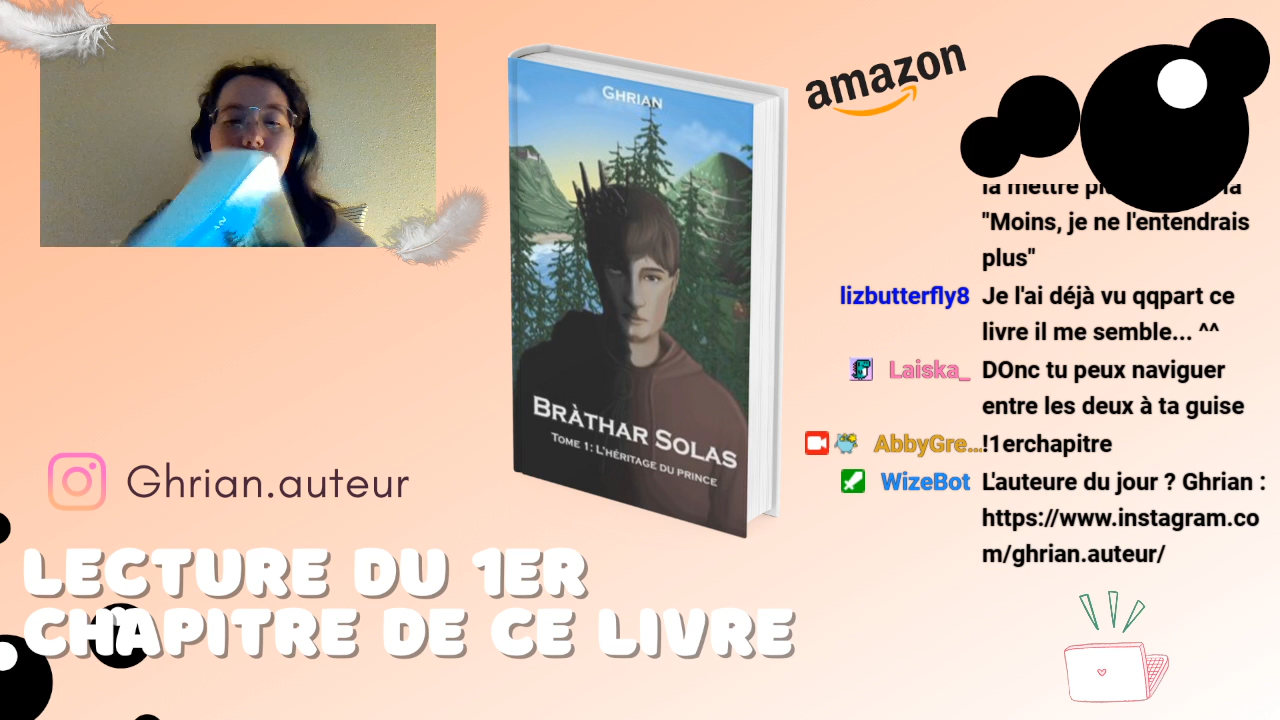 GHRIAN
BRÀTHAR SOLAS
TOME 1: L'HÉRITAGE DU PRINCE
amazon
la mettre
"Moins, je ne l'entendrais
plus"
lizbutterfly8 Je l'ai déjà vu qqpart ce
livre il me semble... ^^
Laiska_ DOnc tu peux naviguer
entre les deux à ta guise
AbbyGre... !1erchapitre
WizeBot L'auteure du jour ? Ghrian :
https://www.instagram.co
m/ghrian.auteur/
Ghrian.auteur
LECTURE DU 1ER
CHAPITRE DE CE LIVRE